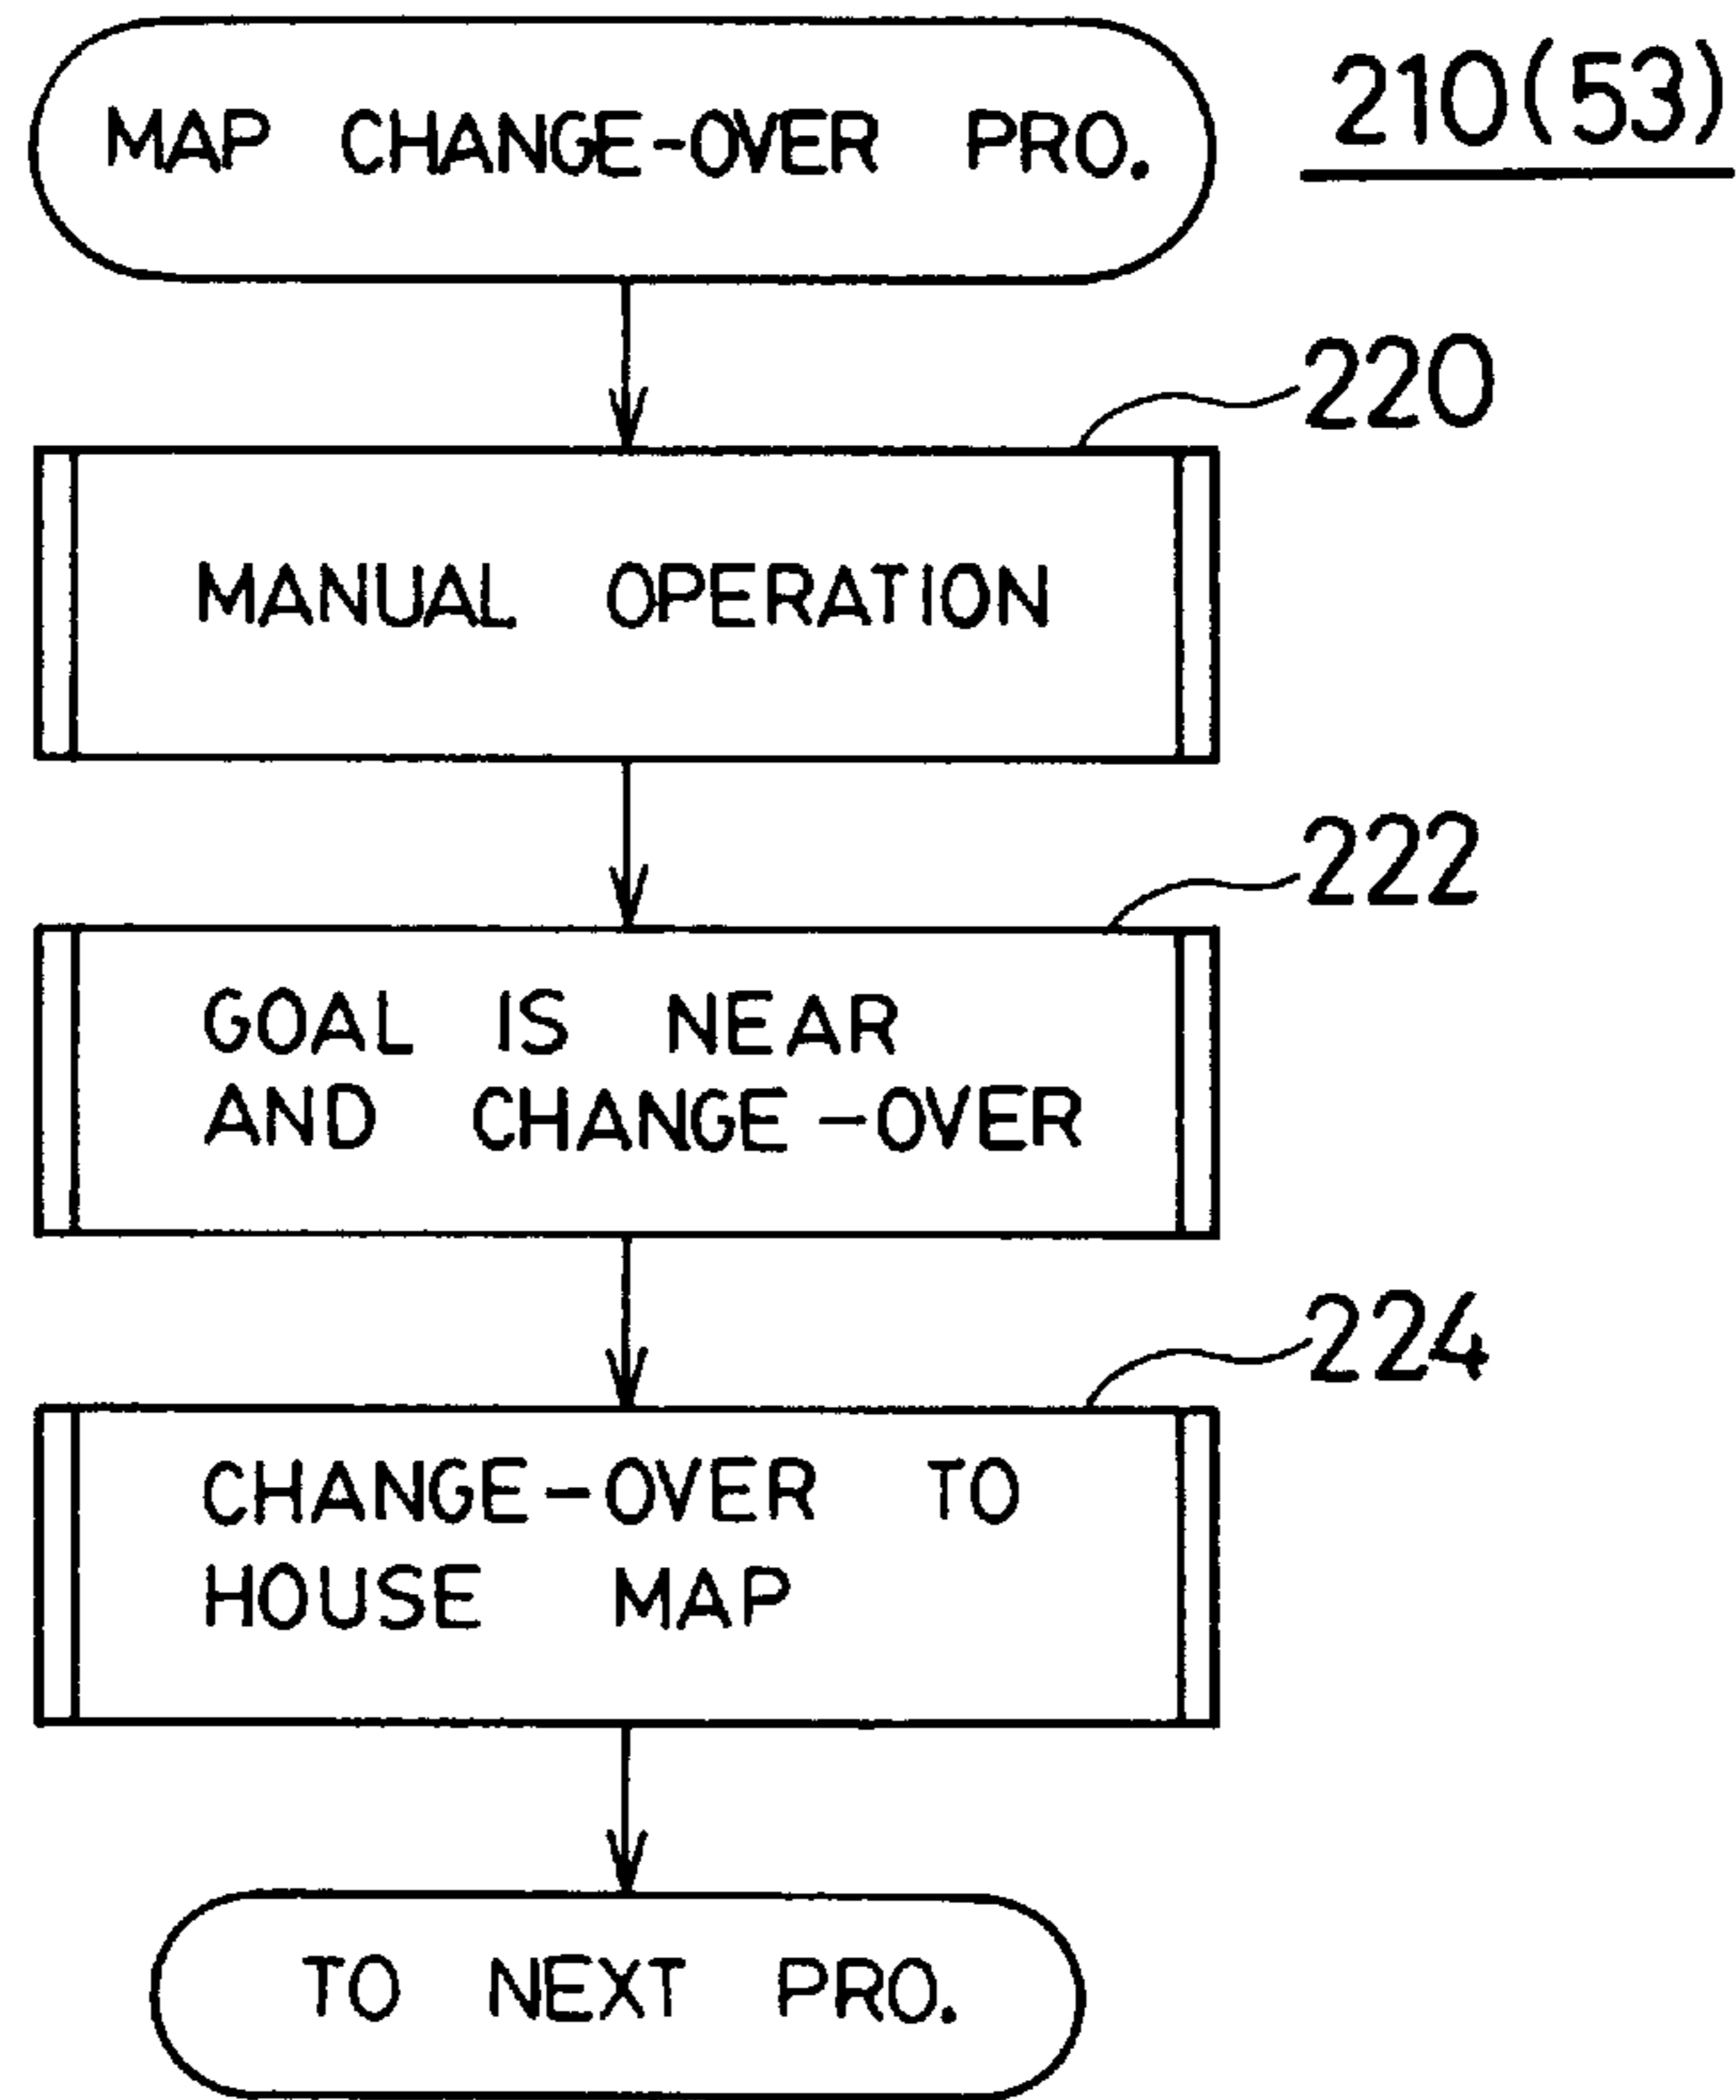 MAP CHANGE-OVER PRO.
210(53)
220
MANUAL OPERATION
222
GOAL IS NEAR
AND CHANGE-OVER
224
CHANGE-OVER TO
HOUSE MAP
TO NEXT PRO.